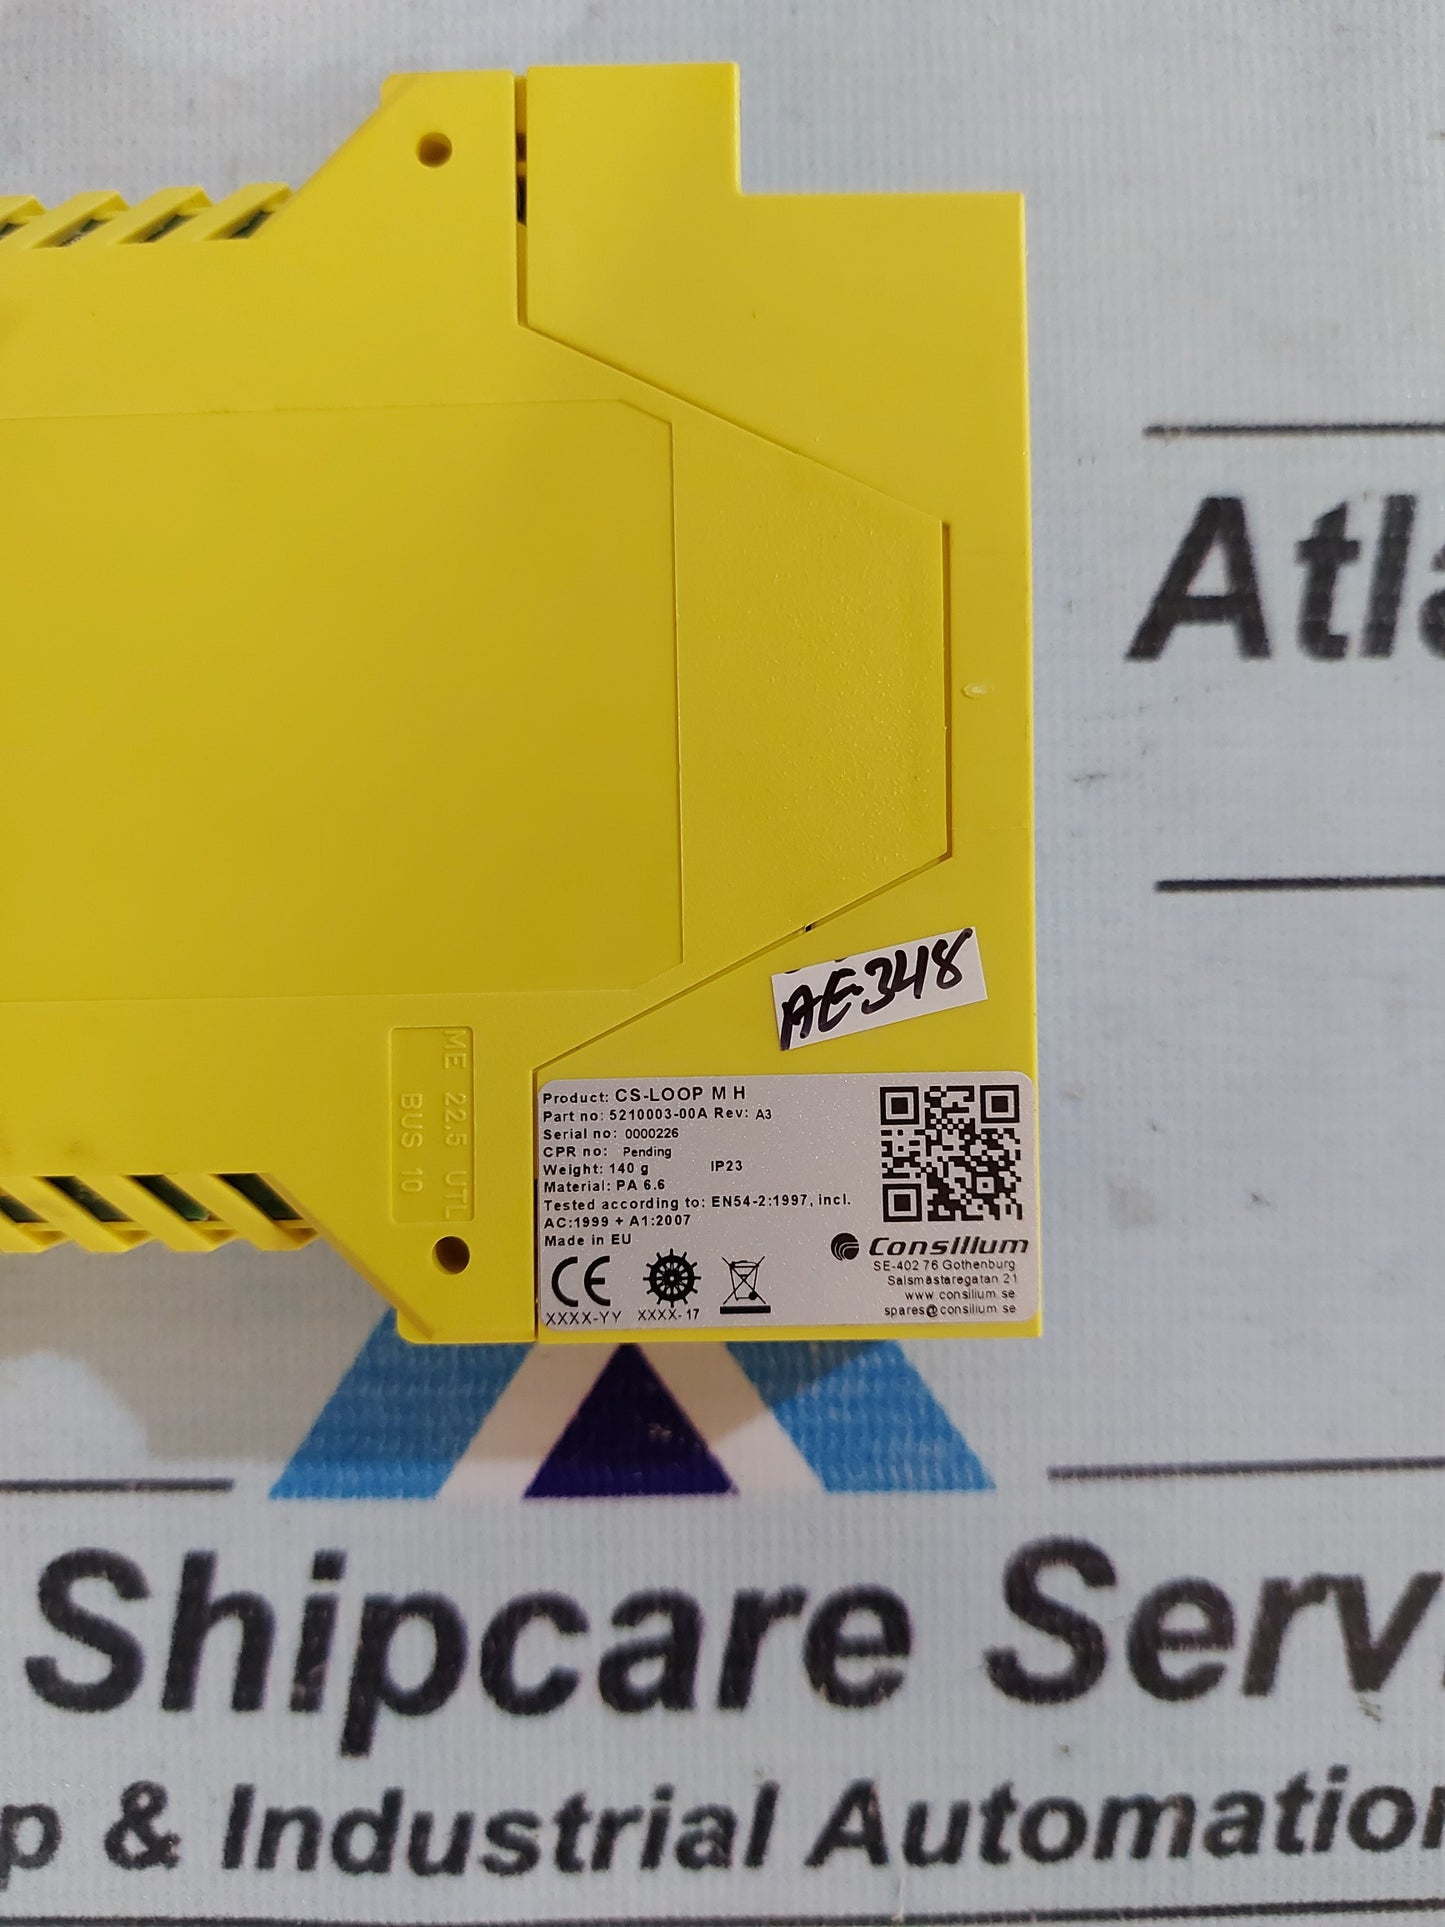 Atla
AE348
ME 22.5 UTL
BUS 10
Product: CS-LOOP M H
Part no: 5210003-00A Rev: A3
Serial no: 0000226
CPR no: Pending
Weight: 140 g IP23
Material: PA 6.6
Tested according to: EN54-2:1997, incl.
AC:1999 + A1:2007
Made in EU
CE
XXXX-YY XXXX-17
Consilium
SE-402 76 Gothenburg
Salsmästaregatan 21
www.consilium.se
spares@consilium.se
Shipcare Serv
p & Industrial Automation